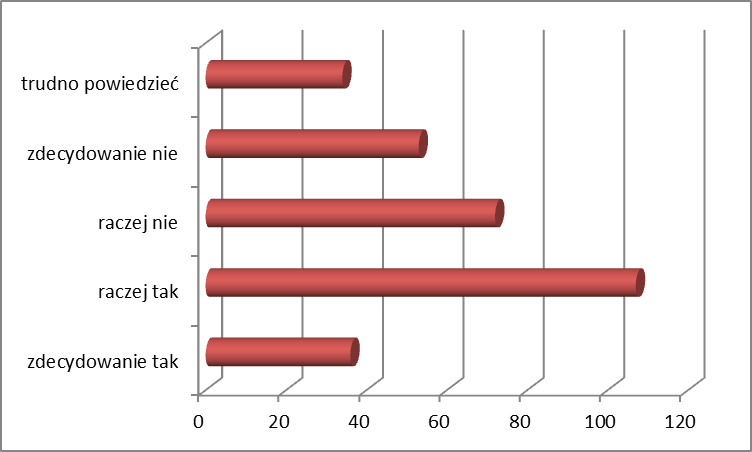 trudno powiedzieć
zdecydowanie nie
raczej nie
raczej tak
zdecydowanie tak
0 20 40 60 80 100 120